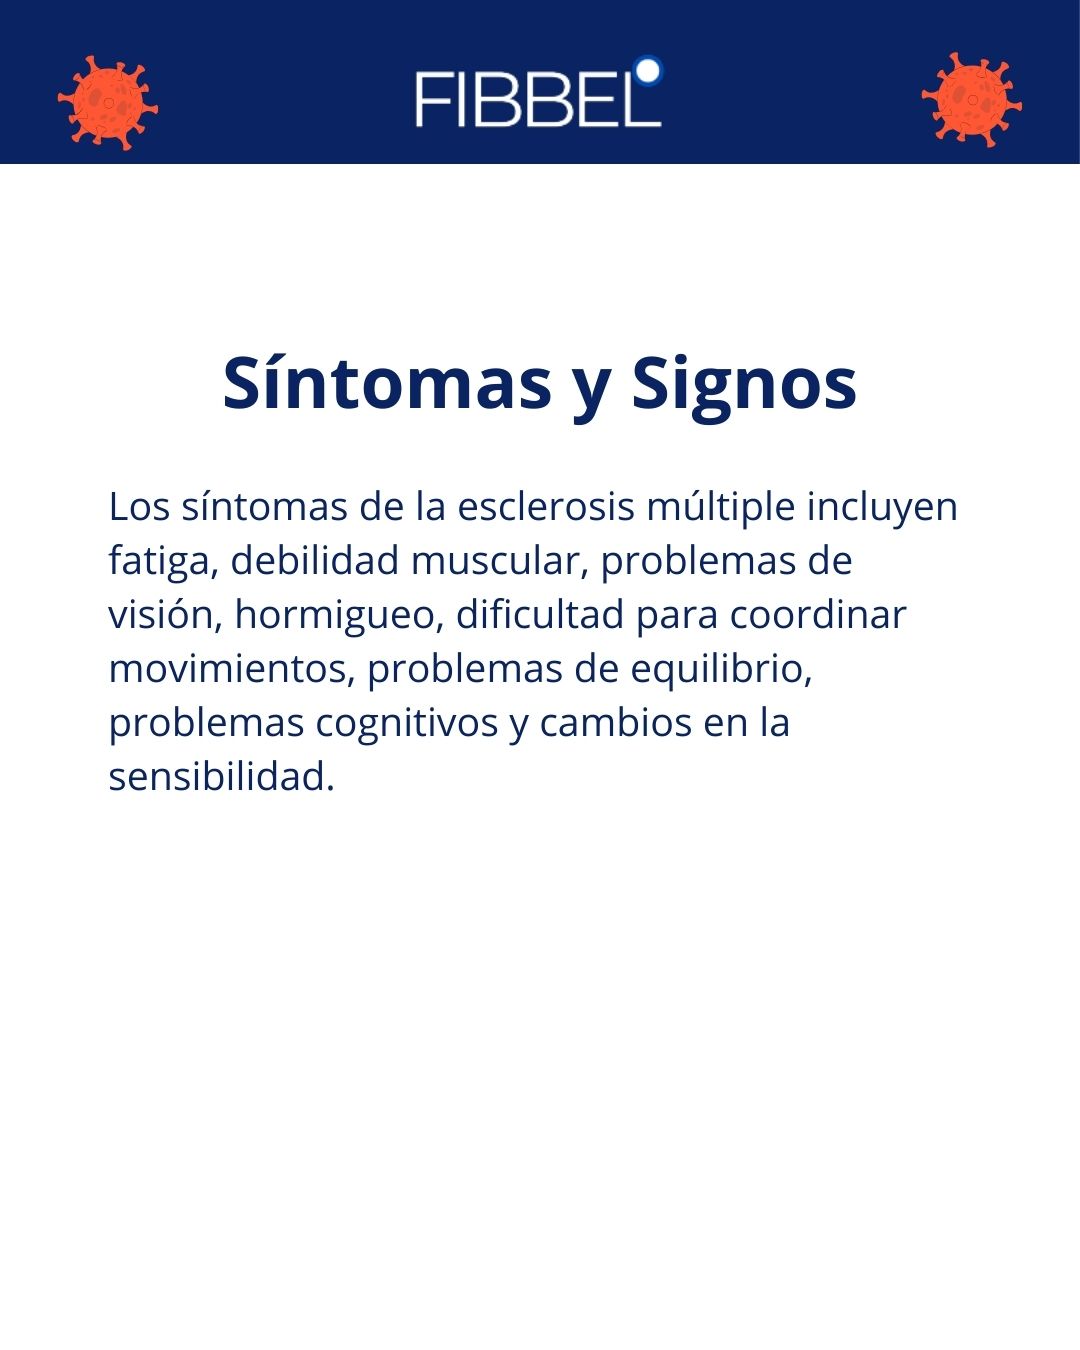 FIBBEL
Síntomas y Signos
Los síntomas de la esclerosis múltiple incluyen
fatiga, debilidad muscular, problemas de
visión, hormigueo, dificultad para coordinar
movimientos, problemas de equilibrio,
problemas cognitivos y cambios en la
sensibilidad.